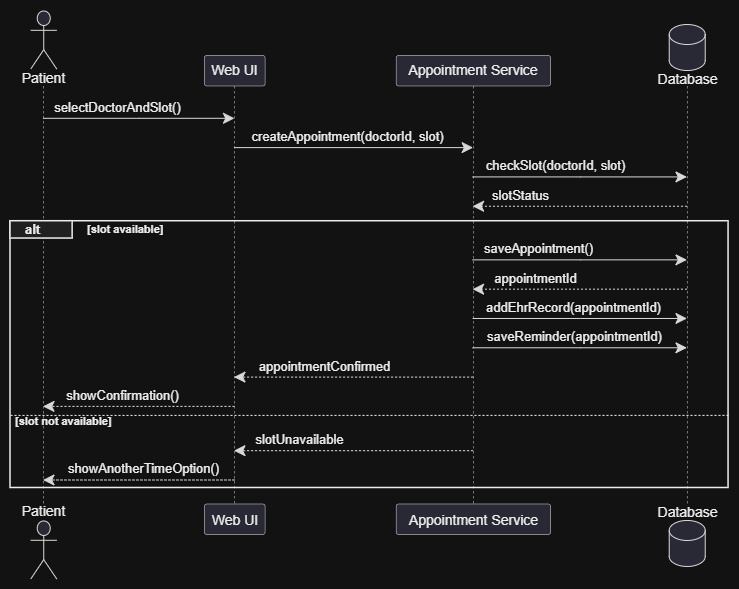 Patient
Web UI
Appointment Service
Database
selectDoctorAndSlot()
createAppointment(doctorId, slot)
checkSlot(doctorId, slot)
slotStatus
alt [slot available]
saveAppointment()
appointmentId
addEhrRecord(appointmentId)
saveReminder(appointmentId)
appointmentConfirmed
showConfirmation()
[slot not available]
slotUnavailable
showAnotherTimeOption()
Patient
Web UI
Appointment Service
Database